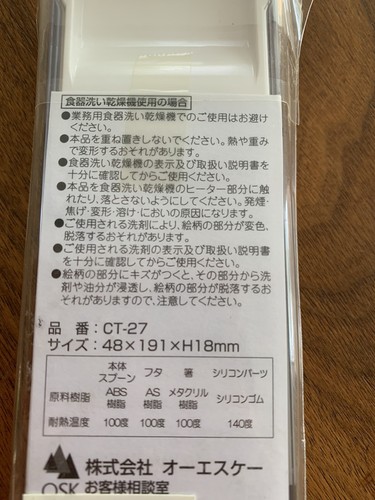 食器洗い乾燥機使用の場合
●業務用食器洗い乾燥機でのご使用はお避け
ください。
●本品を重ね置きしないでください。熱や重み
で変形するおそれがあります。
●食器洗い乾燥機の表示及び取扱い説明書を
十分に確認してからご使用ください。
●本品を食器洗い乾燥機のヒーター部分に触
れたり、落とさないようにしてください。発煙・
焦げ・変形・溶け・においの原因になります。
●ご使用される洗剤により、絵柄の部分が変色、
脱落するおそれがあります。
●ご使用される洗剤の表示及び取扱い説明書を
十分に確認してからご使用ください。
●絵柄の部分にキズがつくと、その部分から洗
剤や油分が浸透し、絵柄の部分が脱落するおそ
れがありますので、注意してください。
品　番：CT-27
サイズ：48×191×H18mm
本体スプーン フタ 箸 シリコンパーツ
原料樹脂 ABS樹脂 AS樹脂 メタクリル樹脂 シリコンゴム
耐熱温度 100度 100度 100度 140度
株式会社 オーエスケー
OSK お客様相談室